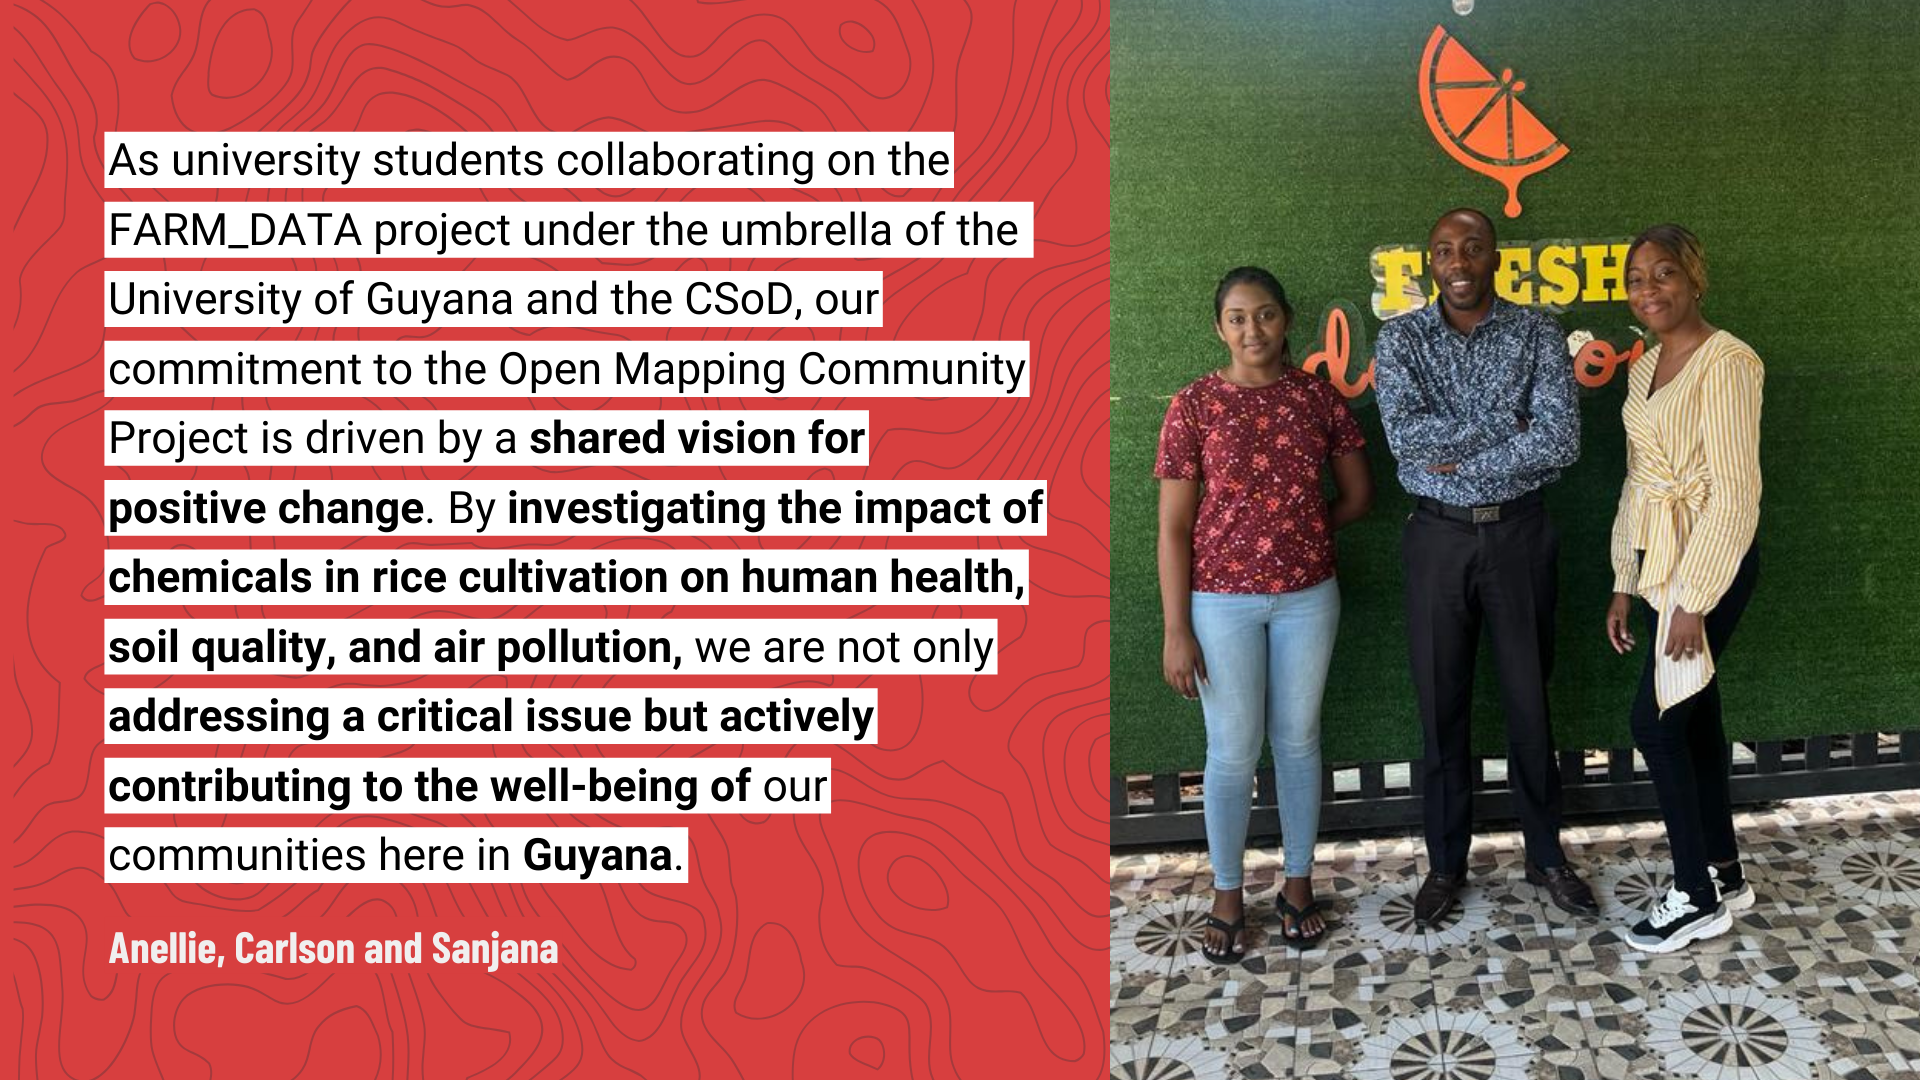 As university students collaborating on the
FARM_DATA project under the umbrella of the
University of Guyana and the CSoD, our
commitment to the Open Mapping Community
Project is driven by a shared vision for
positive change. By investigating the impact of
chemicals in rice cultivation on human health,
soil quality, and air pollution, we are not only
addressing a critical issue but actively
contributing to the well-being of our
communities here in Guyana.
Anellie, Carlson and Sanjana
FRESH